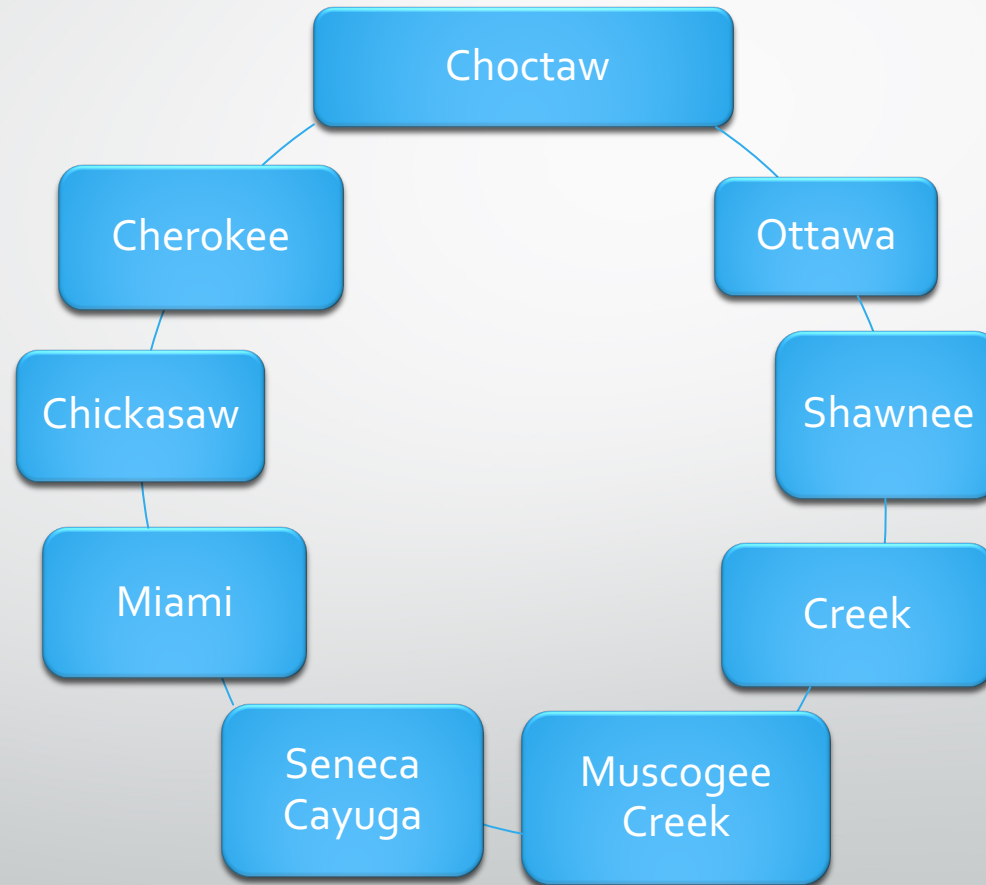 Choctaw
Ottawa
Shawnee
Creek
Muscogee
Creek
Seneca
Cayuga
Miami
Chickasaw
Cherokee